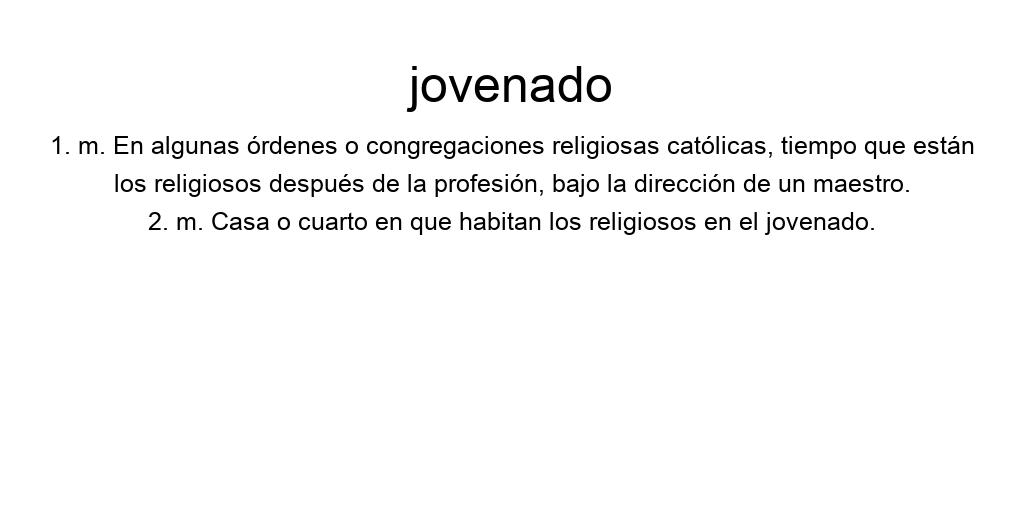 jovenado
1. m. En algunas órdenes o congregaciones religiosas católicas, tiempo que están
los religiosos después de la profesión, bajo la dirección de un maestro.
2. m. Casa o cuarto en que habitan los religiosos en el jovenado.